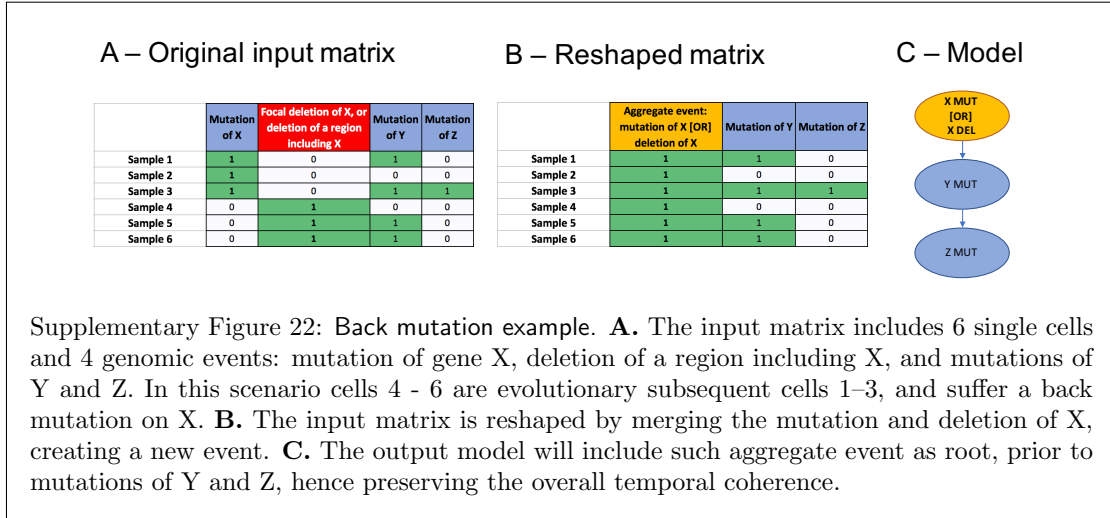 A – Original input matrix
Mutation of X | Focal deletion of X, or deletion of a region including X | Mutation of Y | Mutation of Z
Sample 1 | 1 | 0 | 1 | 0
Sample 2 | 1 | 0 | 0 | 0
Sample 3 | 1 | 0 | 1 | 1
Sample 4 | 0 | 1 | 0 | 0
Sample 5 | 0 | 1 | 1 | 0
Sample 6 | 0 | 1 | 1 | 0
B – Reshaped matrix
Aggregate event: mutation of X [OR] deletion of X | Mutation of Y | Mutation of Z
Sample 1 | 1 | 1 | 0
Sample 2 | 1 | 0 | 0
Sample 3 | 1 | 1 | 1
Sample 4 | 1 | 0 | 0
Sample 5 | 1 | 1 | 0
Sample 6 | 1 | 1 | 0
C – Model
X MUT
[OR]
X DEL
Y MUT
Z MUT
Supplementary Figure 22: Back mutation example. A. The input matrix includes 6 single cells
and 4 genomic events: mutation of gene X, deletion of a region including X, and mutations of
Y and Z. In this scenario cells 4 - 6 are evolutionary subsequent cells 1–3, and suffer a back
mutation on X. B. The input matrix is reshaped by merging the mutation and deletion of X,
creating a new event. C. The output model will include such aggregate event as root, prior to
mutations of Y and Z, hence preserving the overall temporal coherence.